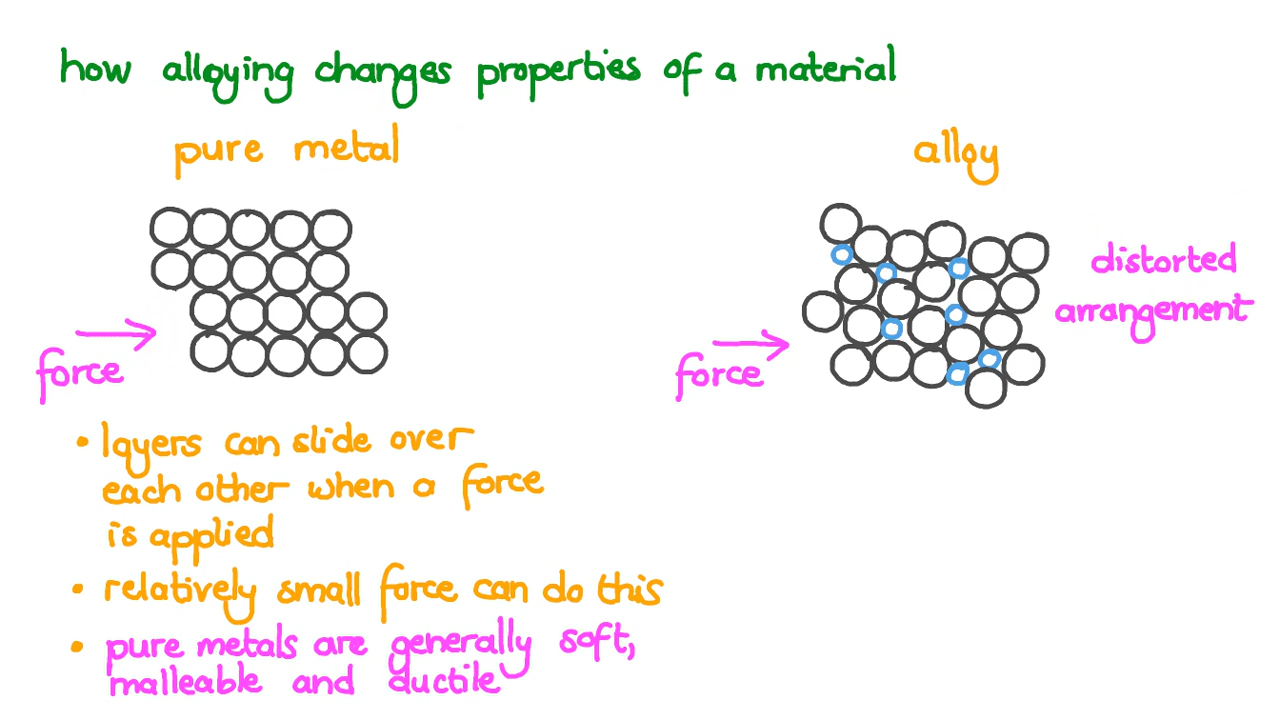 how alloying changes properties of a material
pure metal
alloy
distorted
arrangement
force
force
• layers can slide over
each other when a force
is applied
• relatively small force can do this
• pure metals are generally soft,
malleable and ductile